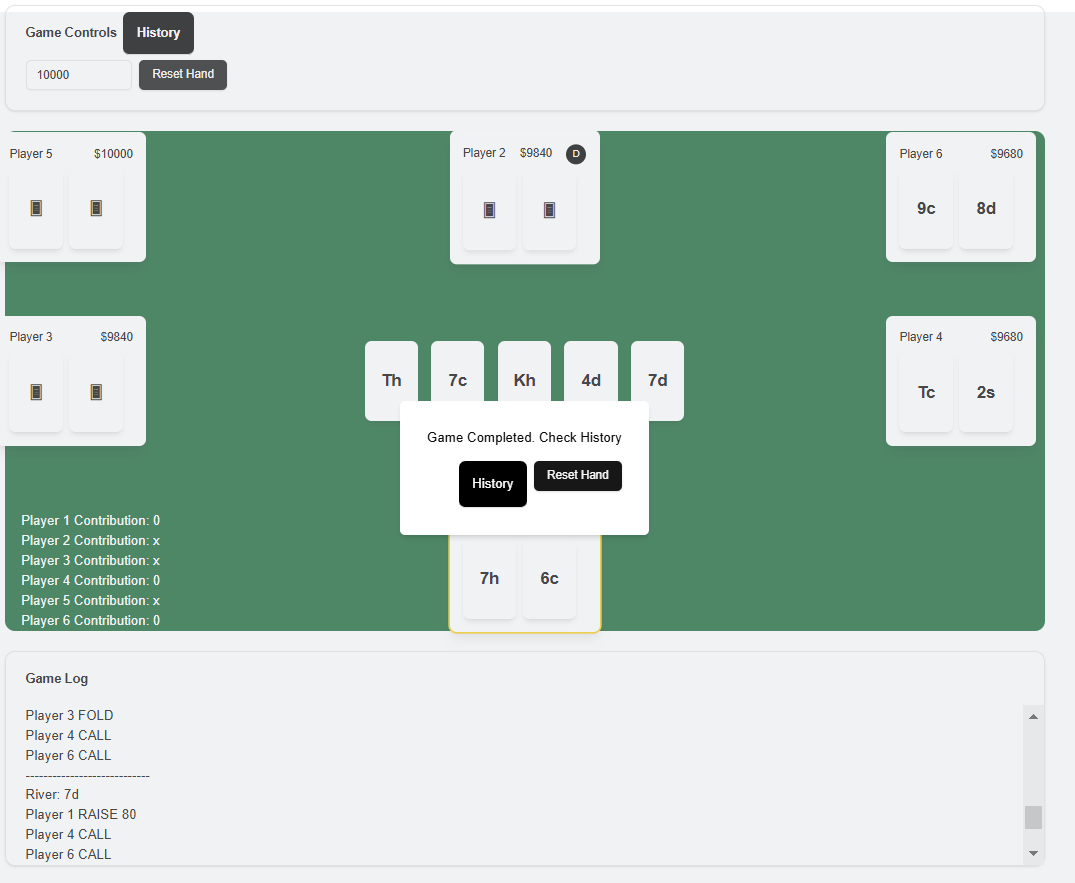 Game Controls History
10000 Reset Hand
Player 5 $10000
Player 2 $9840 D
Player 6 $9680
9c 8d
Player 3 $9840
Player 4 $9680
Tc 2s
Th 7c Kh 4d 7d
Game Completed. Check History
History Reset Hand
7h 6c
Player 1 Contribution: 0
Player 2 Contribution: x
Player 3 Contribution: x
Player 4 Contribution: 0
Player 5 Contribution: x
Player 6 Contribution: 0
Game Log
Player 3 FOLD
Player 4 CALL
Player 6 CALL
----------------------------
River: 7d
Player 1 RAISE 80
Player 4 CALL
Player 6 CALL